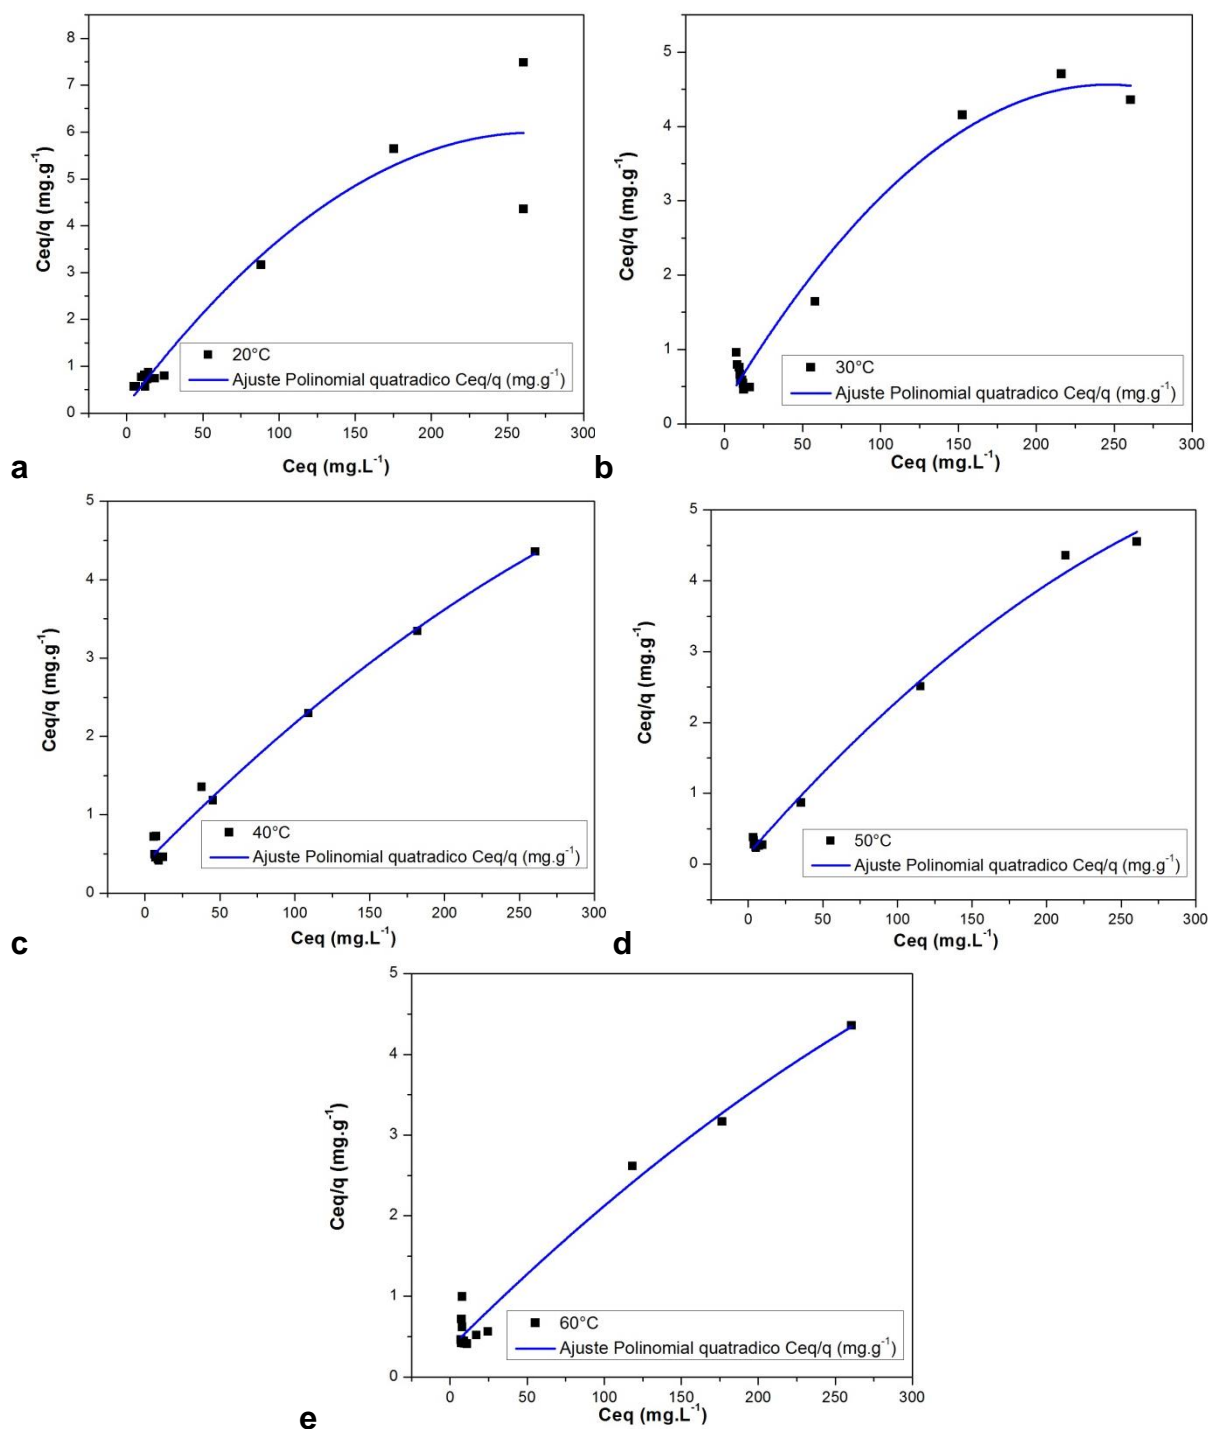 8
7
6
5
4
3
2
1
0
Ceq/q (mg.g⁻¹)
20°C
Ajuste Polinomial quatradico Ceq/q (mg.g⁻¹)
0 50 100 150 200 250 300
Ceq (mg.L⁻¹)
a
5
4
3
2
1
0
Ceq/q (mg.g⁻¹)
30°C
Ajuste Polinomial quatradico Ceq/q (mg.g⁻¹)
0 50 100 150 200 250 300
Ceq (mg.L⁻¹)
b
5
4
3
2
1
0
Ceq/q (mg.g⁻¹)
40°C
Ajuste Polinomial quatradico Ceq/q (mg.g⁻¹)
0 50 100 150 200 250 300
Ceq (mg.L⁻¹)
c
5
4
3
2
1
0
Ceq/q (mg.g⁻¹)
50°C
Ajuste Polinomial quatradico Ceq/q (mg.g⁻¹)
0 50 100 150 200 250 300
Ceq (mg.L⁻¹)
d
5
4
3
2
1
0
Ceq/q (mg.g⁻¹)
60°C
Ajuste Polinomial quatradico Ceq/q (mg.g⁻¹)
0 50 100 150 200 250 300
Ceq (mg.L⁻¹)
e